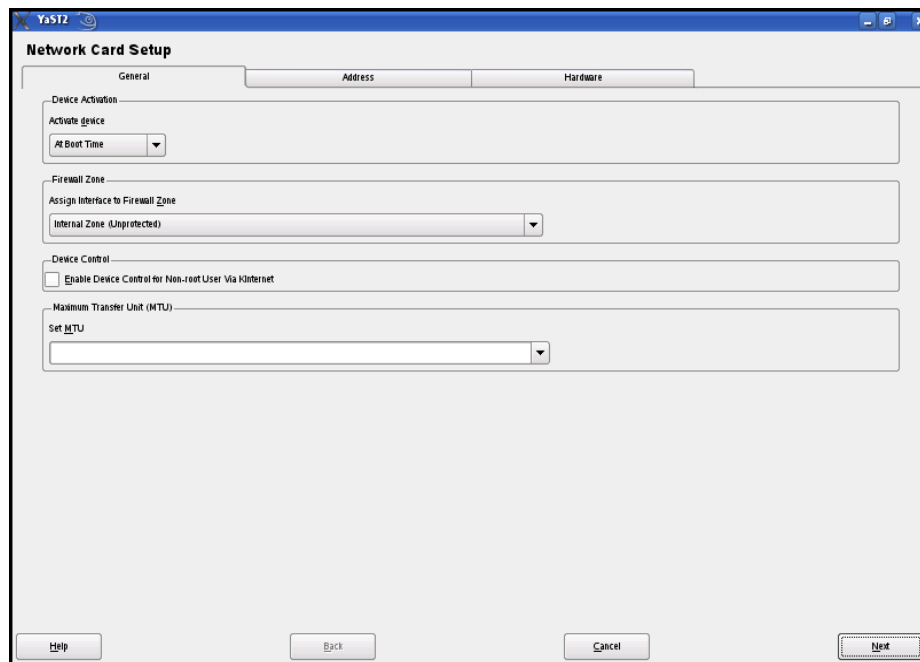 YaST2
Network Card Setup
General Address Hardware
Device Activation
Activate device
At Boot Time
Firewall Zone
Assign Interface to Firewall Zone
Internal Zone (Unprotected)
Device Control
Enable Device Control for Non-root User Via KInternet
Maximum Transfer Unit (MTU)
Set MTU
Help Back Cancel Next